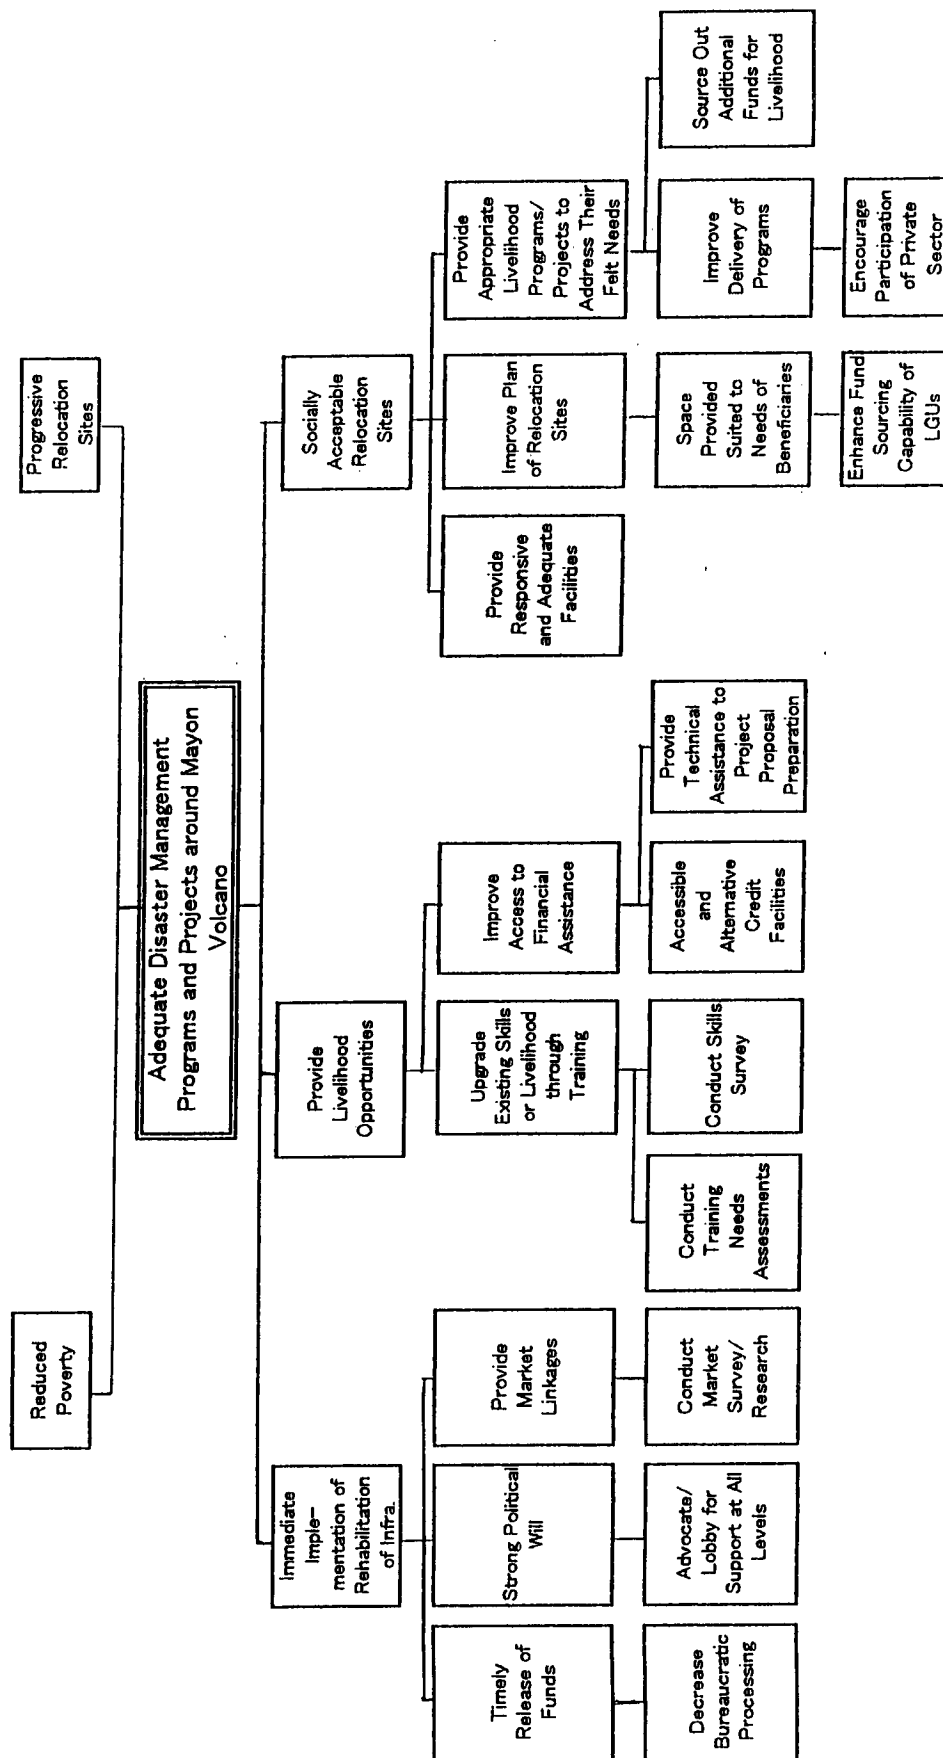 Reduced
Poverty
Progressive
Relocation
Sites
Adequate Disaster Management
Programs and Projects around Mayon
Volcano
Immediate
Imple-
mentation of
Rehabilitation
of Infra.
Provide
Livelihood
Opportunities
Socially
Acceptable
Relocation
Sites
Timely
Release of
Funds
Strong Political
Will
Provide
Market
Linkages
Upgrade
Existing Skills
or Livelihood
through
Training
Improve
Access to
Financial
Assistance
Provide
Responsive
and Adequate
Facilities
Improve Plan
of Relocation
Sites
Provide
Appropriate
Livelihood
Programs/
Projects to
Address Their
Felt Needs
Decrease
Bureaucratic
Processing
Advocate/
Lobby for
Support at All
Levels
Conduct
Market
Survey/
Research
Conduct
Training
Needs
Assessments
Conduct Skills
Survey
Accessible
and
Alternative
Credit
Facilities
Provide
Technical
Assistance to
Project
Proposal
Preparation
Space
Provided
Suited to
Needs of
Beneficiaries
Improve
Delivery of
Programs
Source Out
Additional
Funds for
Livelihood
Enhance Fund
Sourcing
Capability of
LGUs
Encourage
Participation
of Private
Sector